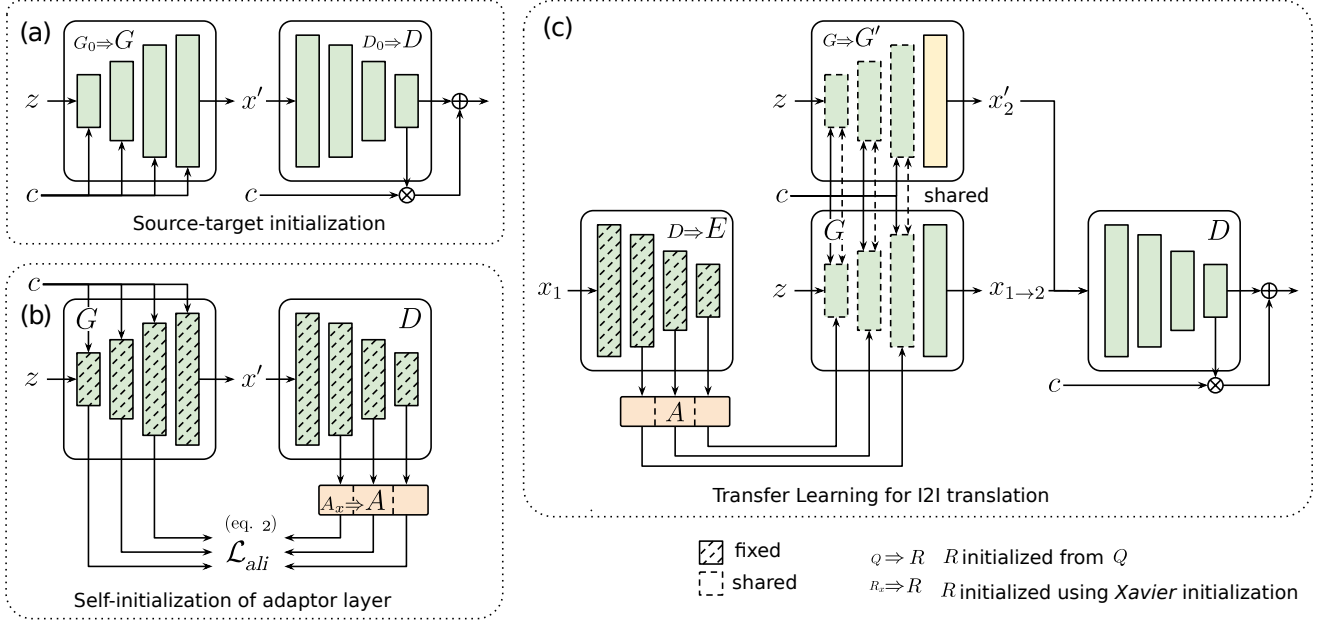 (a)
G₀⇒G
D₀⇒D
z
x′
c
c
Source-target initialization
(b)
c
G
D
z
x′
Aₓ⇒A
(eq. 2)
ℒₐₗᵢ
Self-initialization of adaptor layer
(c)
G⇒G′
z
x′₂
c
shared
D⇒E
G
D
x₁
z
x₁→₂
c
A
Transfer Learning for I2I translation
fixed
shared
Q⇒R R initialized from Q
Rₓ⇒R R initialized using Xavier initialization